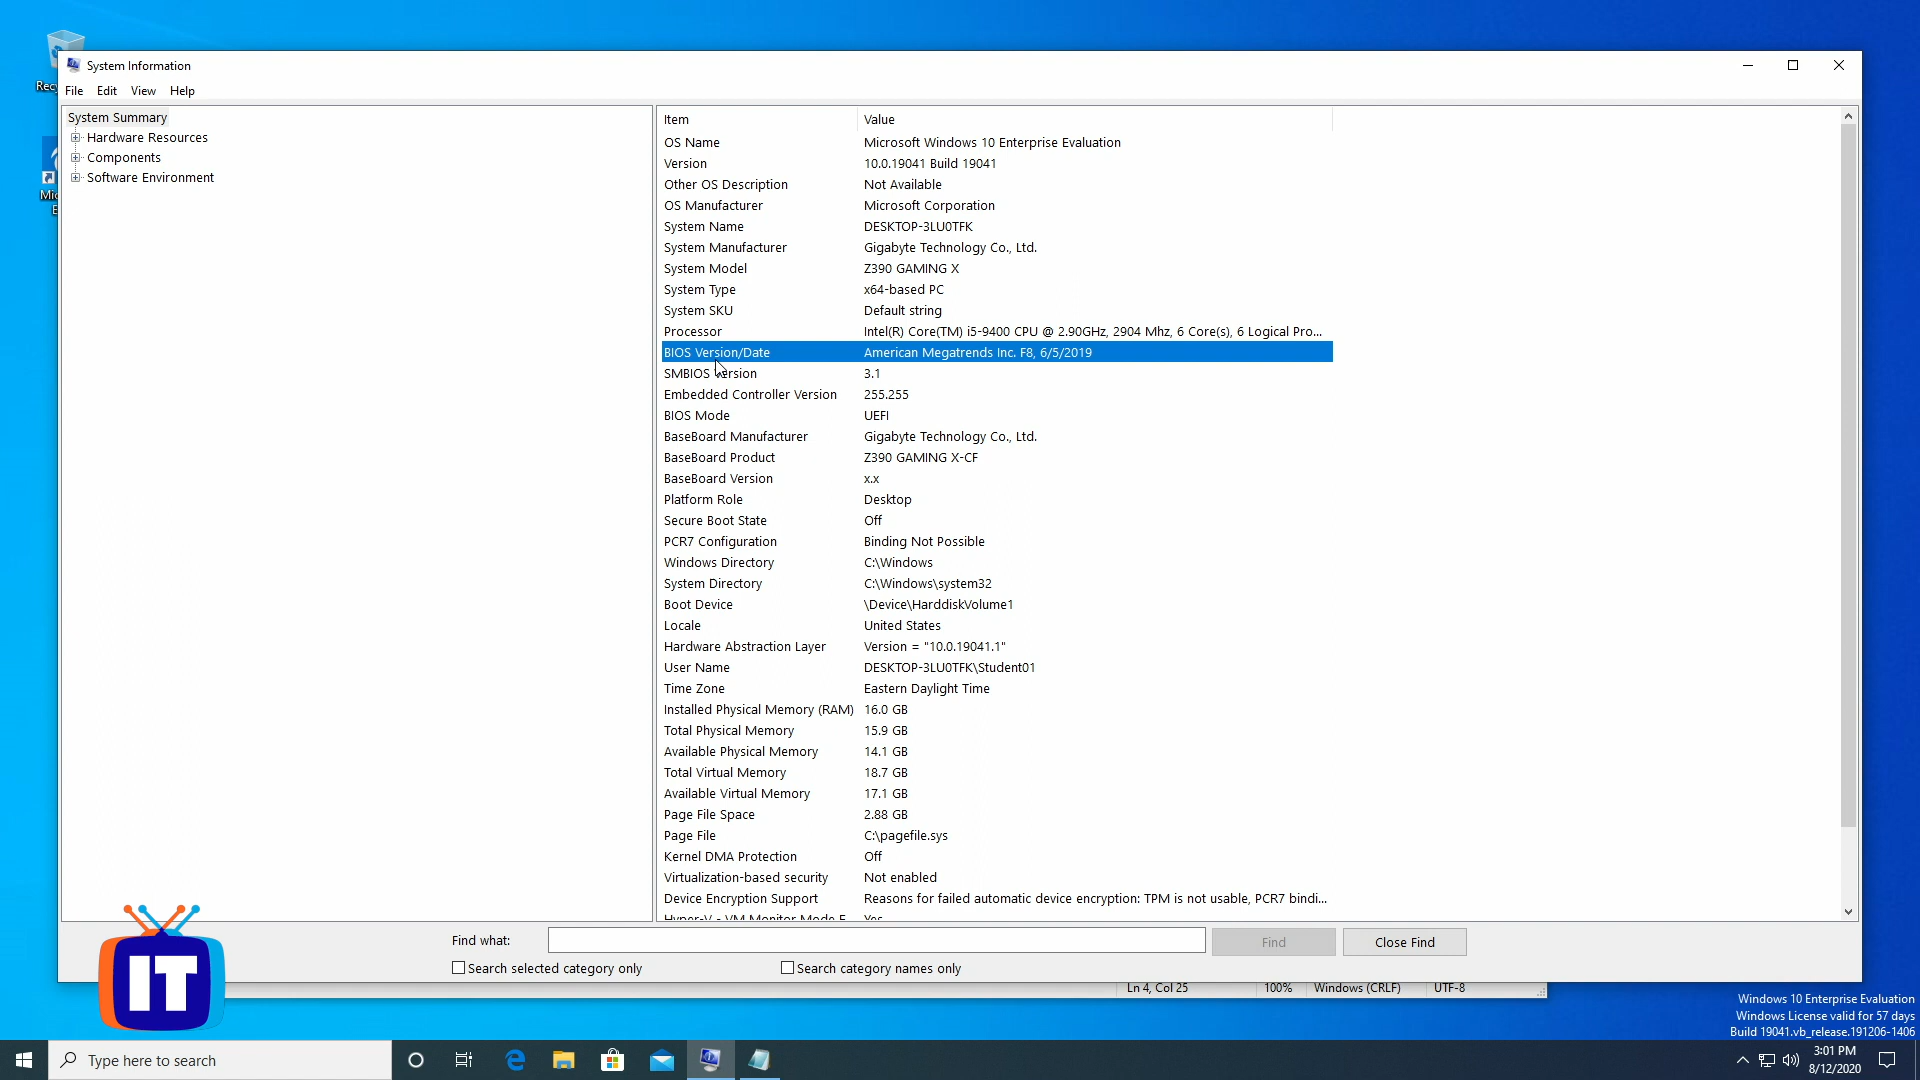 Recy
System Information
File Edit View Help
System Summary
Hardware Resources
Components
Software Environment
Mic
E
Item Value
OS Name Microsoft Windows 10 Enterprise Evaluation
Version 10.0.19041 Build 19041
Other OS Description Not Available
OS Manufacturer Microsoft Corporation
System Name DESKTOP-3LU0TFK
System Manufacturer Gigabyte Technology Co., Ltd.
System Model Z390 GAMING X
System Type x64-based PC
System SKU Default string
Processor Intel(R) Core(TM) i5-9400 CPU @ 2.90GHz, 2904 Mhz, 6 Core(s), 6 Logical Pro...
BIOS Version/Date American Megatrends Inc. F8, 6/5/2019
SMBIOS Version 3.1
Embedded Controller Version 255.255
BIOS Mode UEFI
BaseBoard Manufacturer Gigabyte Technology Co., Ltd.
BaseBoard Product Z390 GAMING X-CF
BaseBoard Version x.x
Platform Role Desktop
Secure Boot State Off
PCR7 Configuration Binding Not Possible
Windows Directory C:\Windows
System Directory C:\Windows\system32
Boot Device \Device\HarddiskVolume1
Locale United States
Hardware Abstraction Layer Version = "10.0.19041.1"
User Name DESKTOP-3LU0TFK\Student01
Time Zone Eastern Daylight Time
Installed Physical Memory (RAM) 16.0 GB
Total Physical Memory 15.9 GB
Available Physical Memory 14.1 GB
Total Virtual Memory 18.7 GB
Available Virtual Memory 17.1 GB
Page File Space 2.88 GB
Page File C:\pagefile.sys
Kernel DMA Protection Off
Virtualization-based security Not enabled
Device Encryption Support Reasons for failed automatic device encryption: TPM is not usable, PCR7 bindi...
Hyper-V - VM Monitor Mode E Yes
Find what: Find Close Find
Search selected category only Search category names only
IT
Ln 4, Col 25 100% Windows (CRLF) UTF-8
Windows 10 Enterprise Evaluation
Windows License valid for 57 days
Build 19041.vb_release.191206-1406
Type here to search
3:01 PM
8/12/2020